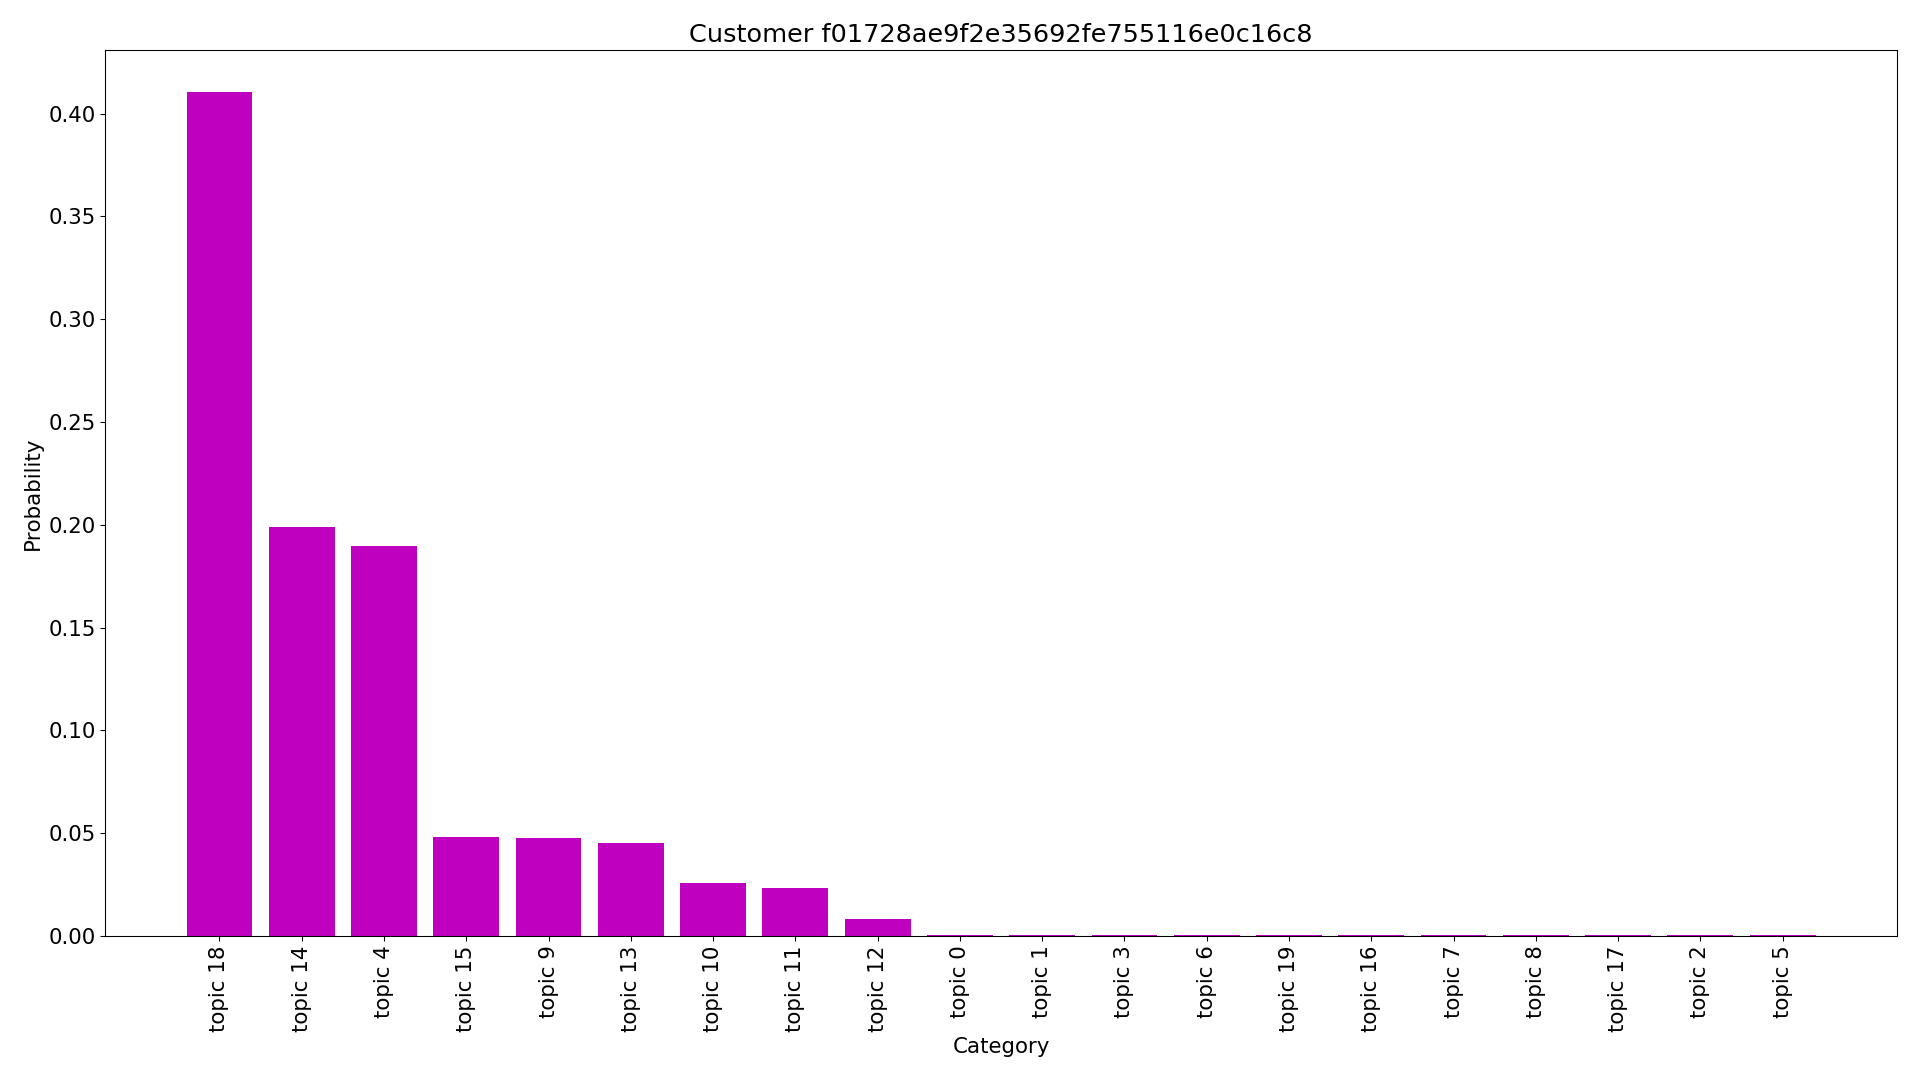 Customer f01728ae9f2e35692fe755116e0c16c8
Probability
0.40
0.35
0.30
0.25
0.20
0.15
0.10
0.05
0.00
topic 18
topic 14
topic 4
topic 15
topic 9
topic 13
topic 10
topic 11
topic 12
topic 0
topic 1
topic 3
topic 6
topic 19
topic 16
topic 7
topic 8
topic 17
topic 2
topic 5
Category